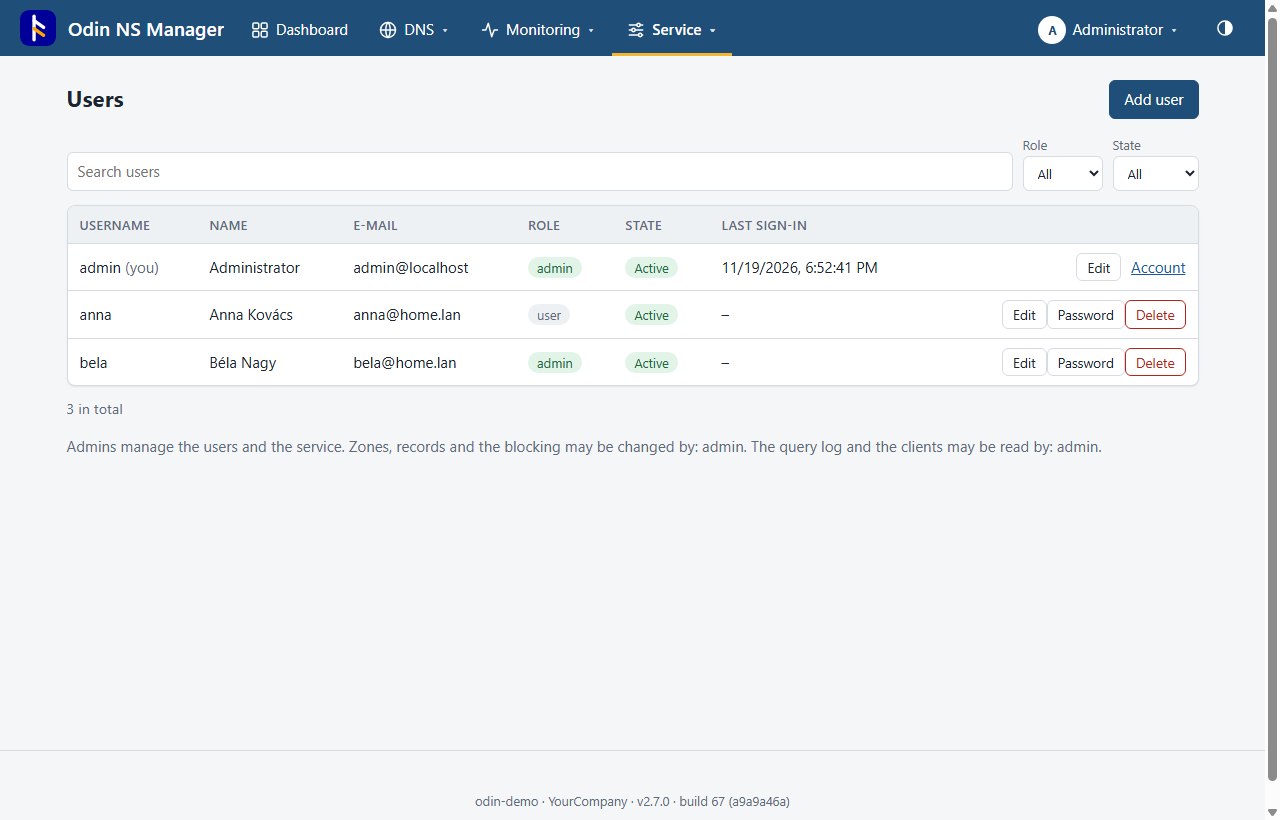 Odin NS Manager Dashboard DNS Monitoring Service A Administrator
Users Add user
Role State
Search users All All
USERNAME NAME E-MAIL ROLE STATE LAST SIGN-IN
admin (you) Administrator admin@localhost admin Active 11/19/2026, 6:52:41 PM Edit Account
anna Anna Kovács anna@home.lan user Active – Edit Password Delete
bela Béla Nagy bela@home.lan admin Active – Edit Password Delete
3 in total
Admins manage the users and the service. Zones, records and the blocking may be changed by: admin. The query log and the clients may be read by: admin.
odin-demo · YourCompany · v2.7.0 · build 67 (a9a9a46a)